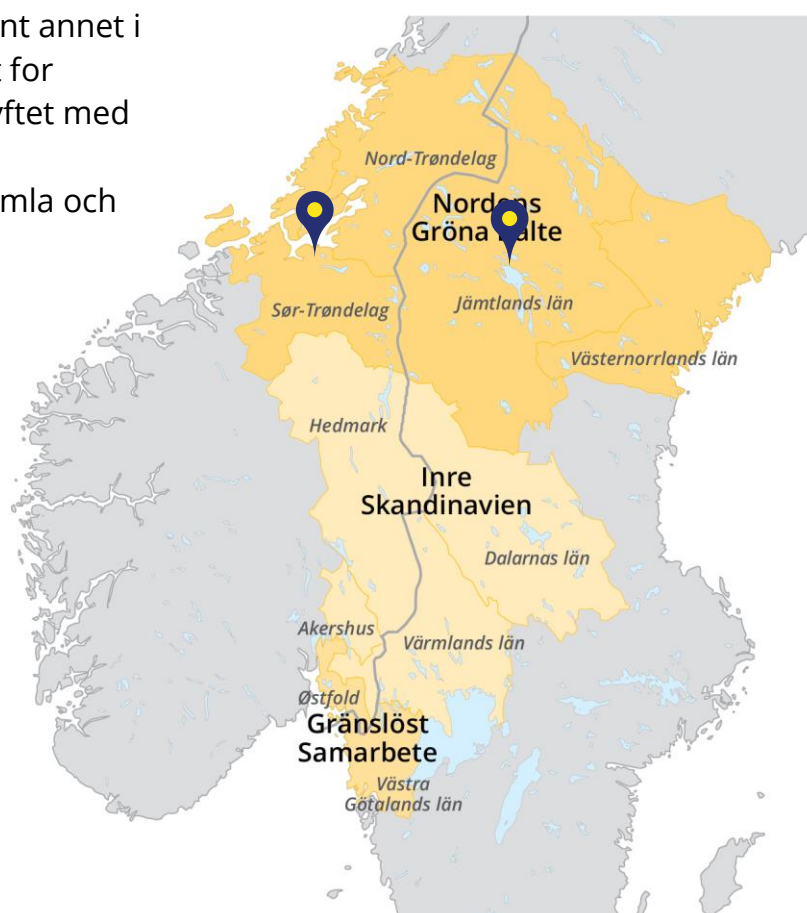 nt annet i
for
yftet med
mla och
Nord-Trøndelag
Nordens
Gröna Bälte
Sør-Trøndelag
Jämtlands län
Västernorrlands län
Hedmark
Inre
Skandinavien
Dalarnas län
Akershus
Värmlands län
Østfold
Gränslöst
Samarbete
Västra
Götalands län